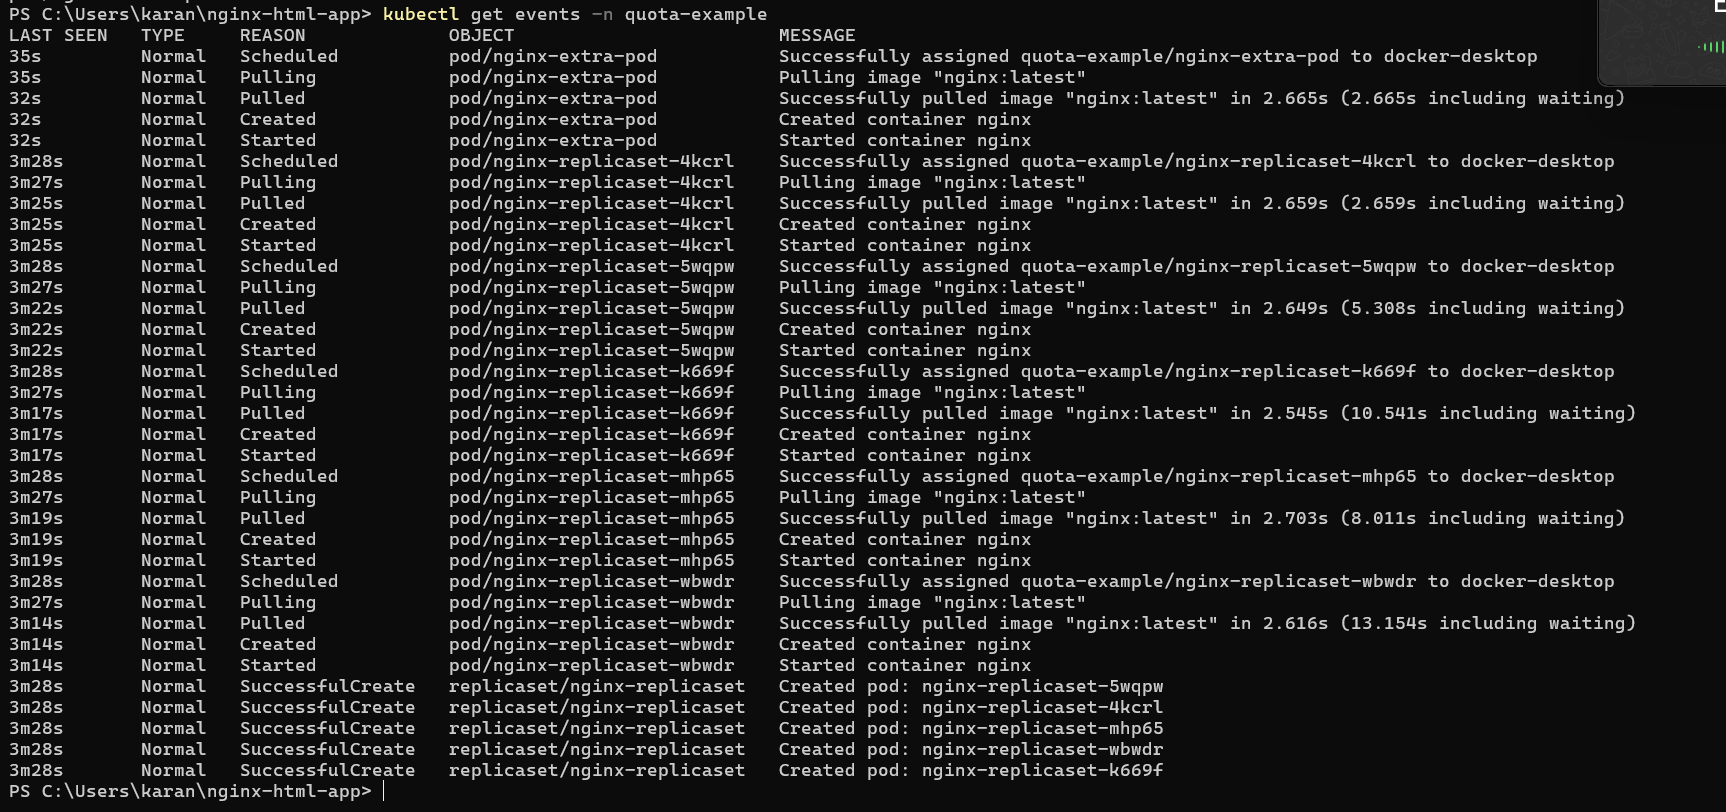 PS C:\Users\karan\nginx-html-app> kubectl get events -n quota-example
LAST SEEN   TYPE     REASON             OBJECT                        MESSAGE
35s         Normal   Scheduled          pod/nginx-extra-pod           Successfully assigned quota-example/nginx-extra-pod to docker-desktop
35s         Normal   Pulling            pod/nginx-extra-pod           Pulling image "nginx:latest"
32s         Normal   Pulled             pod/nginx-extra-pod           Successfully pulled image "nginx:latest" in 2.665s (2.665s including waiting)
32s         Normal   Created            pod/nginx-extra-pod           Created container nginx
32s         Normal   Started            pod/nginx-extra-pod           Started container nginx
3m28s       Normal   Scheduled          pod/nginx-replicaset-4kcrl    Successfully assigned quota-example/nginx-replicaset-4kcrl to docker-desktop
3m27s       Normal   Pulling            pod/nginx-replicaset-4kcrl    Pulling image "nginx:latest"
3m25s       Normal   Pulled             pod/nginx-replicaset-4kcrl    Successfully pulled image "nginx:latest" in 2.659s (2.659s including waiting)
3m25s       Normal   Created            pod/nginx-replicaset-4kcrl    Created container nginx
3m25s       Normal   Started            pod/nginx-replicaset-4kcrl    Started container nginx
3m28s       Normal   Scheduled          pod/nginx-replicaset-5wqpw    Successfully assigned quota-example/nginx-replicaset-5wqpw to docker-desktop
3m27s       Normal   Pulling            pod/nginx-replicaset-5wqpw    Pulling image "nginx:latest"
3m22s       Normal   Pulled             pod/nginx-replicaset-5wqpw    Successfully pulled image "nginx:latest" in 2.649s (5.308s including waiting)
3m22s       Normal   Created            pod/nginx-replicaset-5wqpw    Created container nginx
3m22s       Normal   Started            pod/nginx-replicaset-5wqpw    Started container nginx
3m28s       Normal   Scheduled          pod/nginx-replicaset-k669f    Successfully assigned quota-example/nginx-replicaset-k669f to docker-desktop
3m27s       Normal   Pulling            pod/nginx-replicaset-k669f    Pulling image "nginx:latest"
3m17s       Normal   Pulled             pod/nginx-replicaset-k669f    Successfully pulled image "nginx:latest" in 2.545s (10.541s including waiting)
3m17s       Normal   Created            pod/nginx-replicaset-k669f    Created container nginx
3m17s       Normal   Started            pod/nginx-replicaset-k669f    Started container nginx
3m28s       Normal   Scheduled          pod/nginx-replicaset-mhp65    Successfully assigned quota-example/nginx-replicaset-mhp65 to docker-desktop
3m27s       Normal   Pulling            pod/nginx-replicaset-mhp65    Pulling image "nginx:latest"
3m19s       Normal   Pulled             pod/nginx-replicaset-mhp65    Successfully pulled image "nginx:latest" in 2.703s (8.011s including waiting)
3m19s       Normal   Created            pod/nginx-replicaset-mhp65    Created container nginx
3m19s       Normal   Started            pod/nginx-replicaset-mhp65    Started container nginx
3m28s       Normal   Scheduled          pod/nginx-replicaset-wbwdr    Successfully assigned quota-example/nginx-replicaset-wbwdr to docker-desktop
3m27s       Normal   Pulling            pod/nginx-replicaset-wbwdr    Pulling image "nginx:latest"
3m14s       Normal   Pulled             pod/nginx-replicaset-wbwdr    Successfully pulled image "nginx:latest" in 2.616s (13.154s including waiting)
3m14s       Normal   Created            pod/nginx-replicaset-wbwdr    Created container nginx
3m14s       Normal   Started            pod/nginx-replicaset-wbwdr    Started container nginx
3m28s       Normal   SuccessfulCreate   replicaset/nginx-replicaset   Created pod: nginx-replicaset-5wqpw
3m28s       Normal   SuccessfulCreate   replicaset/nginx-replicaset   Created pod: nginx-replicaset-4kcrl
3m28s       Normal   SuccessfulCreate   replicaset/nginx-replicaset   Created pod: nginx-replicaset-mhp65
3m28s       Normal   SuccessfulCreate   replicaset/nginx-replicaset   Created pod: nginx-replicaset-wbwdr
3m28s       Normal   SuccessfulCreate   replicaset/nginx-replicaset   Created pod: nginx-replicaset-k669f
PS C:\Users\karan\nginx-html-app>